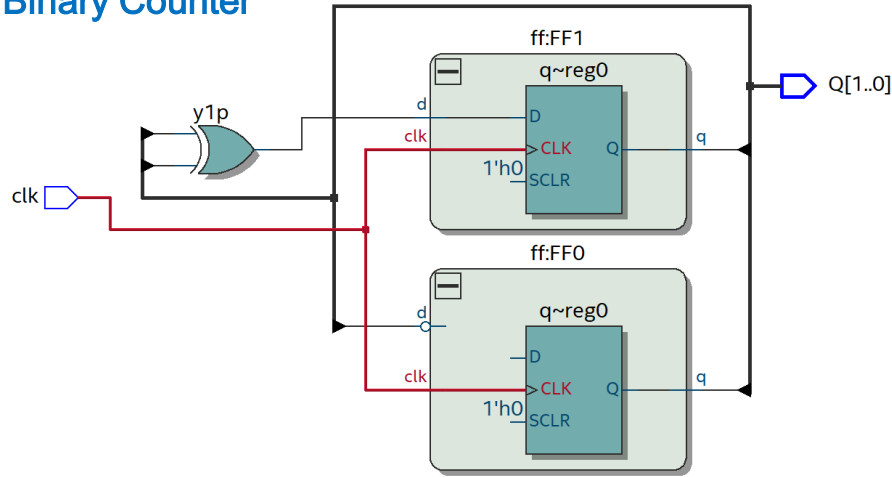 Binary Counter
ff:FF1
q~reg0
Q[1..0]
y1p
d
D
clk
CLK
Q
q
1'h0
SCLR
clk
ff:FF0
q~reg0
d
D
clk
CLK
Q
q
1'h0
SCLR